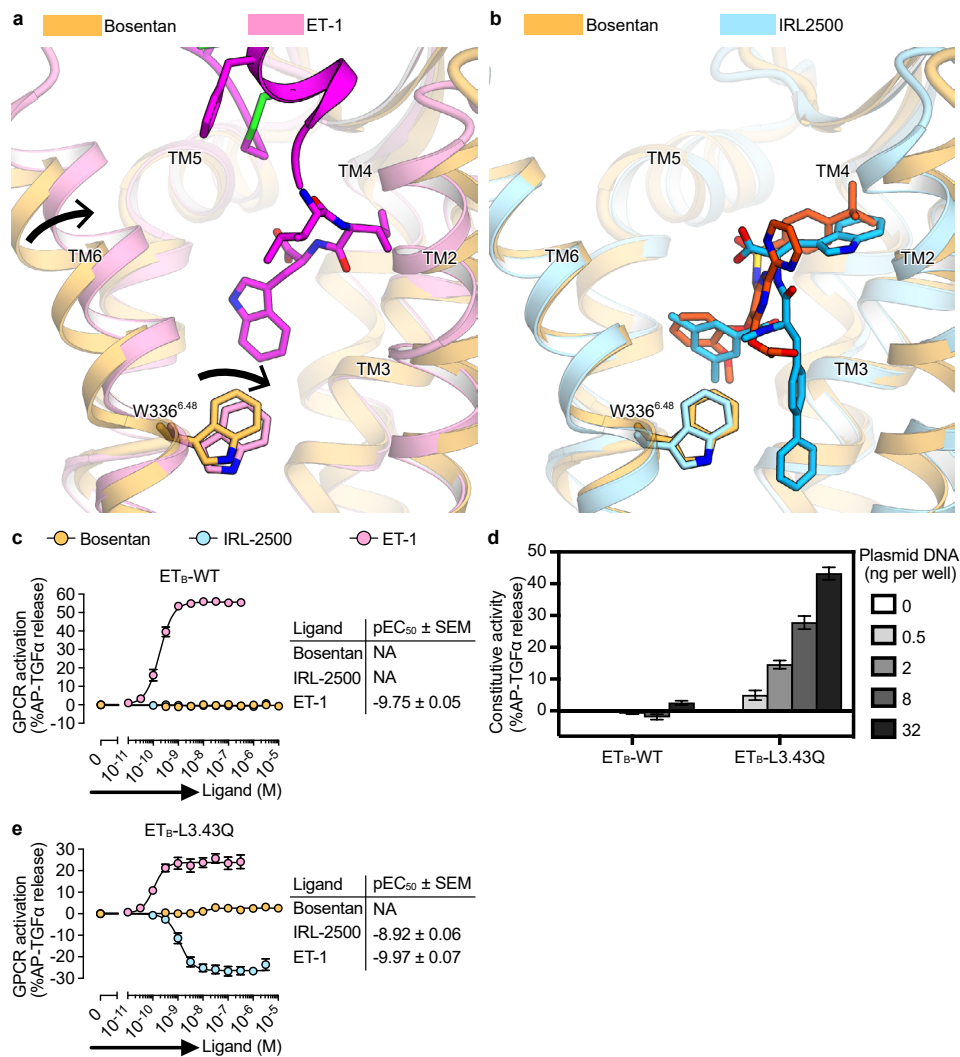 a
Bosentan
ET-1
TM5
TM4
TM6
TM2
TM3
W336^6.48
b
Bosentan
IRL2500
TM5
TM4
TM6
TM2
TM3
W336^6.48
c
Bosentan
IRL-2500
ET-1
ET_B-WT
GPCR activation
(%AP-TGFα release)
60
50
40
30
20
10
0
-10
0
10^-11
10^-10
10^-9
10^-8
10^-7
10^-6
10^-5
Ligand (M)
Ligand pEC50 ± SEM
Bosentan NA
IRL-2500 NA
ET-1 -9.75 ± 0.05
d
Constitutive activity
(%AP-TGFα release)
50
40
30
20
10
0
-10
ET_B-WT
ET_B-L3.43Q
Plasmid DNA
(ng per well)
0
0.5
2
8
32
e
ET_B-L3.43Q
GPCR activation
(%AP-TGFα release)
30
20
10
0
-10
-20
-30
0
10^-11
10^-10
10^-9
10^-8
10^-7
10^-6
10^-5
Ligand (M)
Ligand pEC50 ± SEM
Bosentan NA
IRL-2500 -8.92 ± 0.06
ET-1 -9.97 ± 0.07